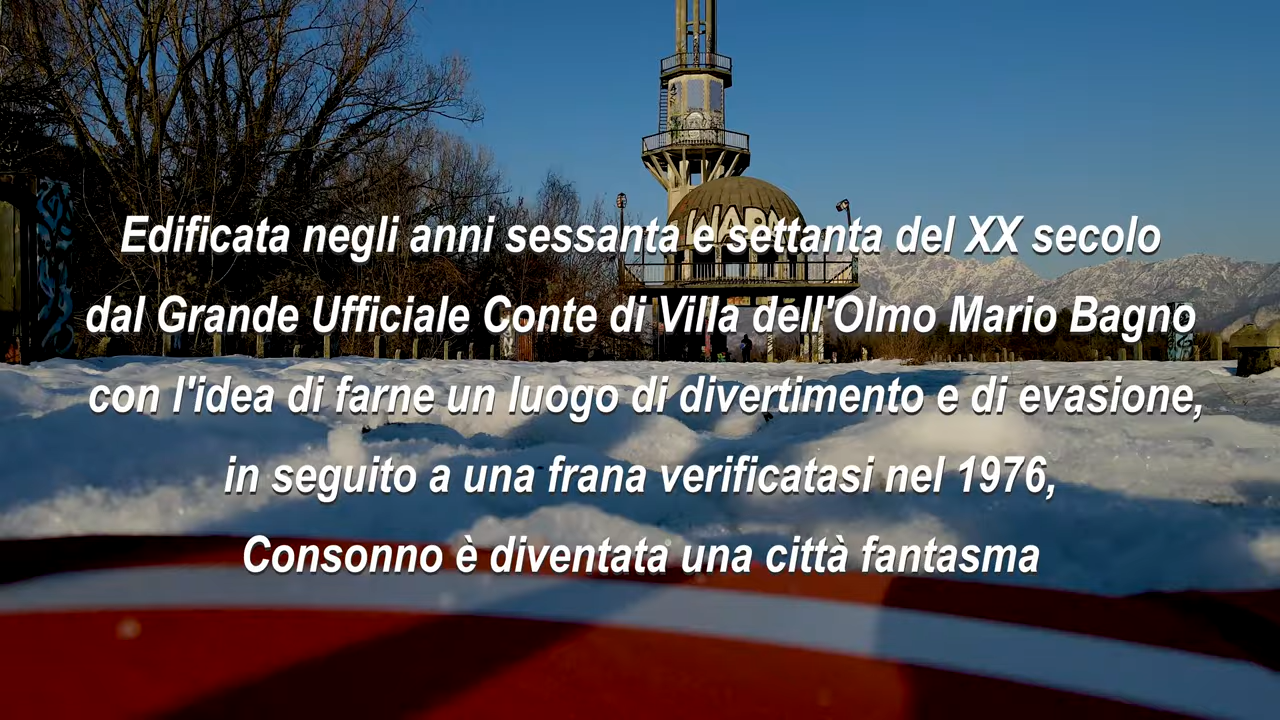 WARN
Edificata negli anni sessanta e settanta del XX secolo
dal Grande Ufficiale Conte di Villa dell'Olmo Mario Bagno
con l'idea di farne un luogo di divertimento e di evasione,
in seguito a una frana verificatasi nel 1976,
Consonno è diventata una città fantasma